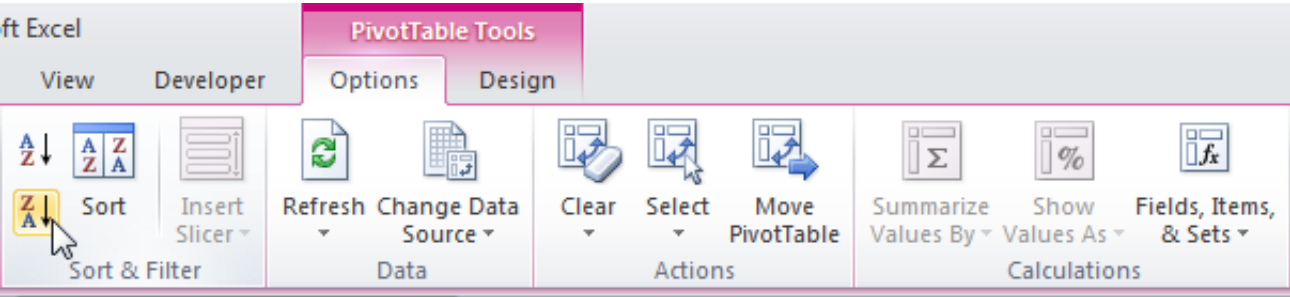 ft Excel
PivotTable Tools
View Developer Options Design
A Z
A Z Z A
Z A
Σ
%
fx
Sort
Insert
Slicer
Refresh
Change Data
Source
Clear
Select
Move
PivotTable
Summarize
Values By
Show
Values As
Fields, Items,
& Sets
Sort & Filter
Data
Actions
Calculations